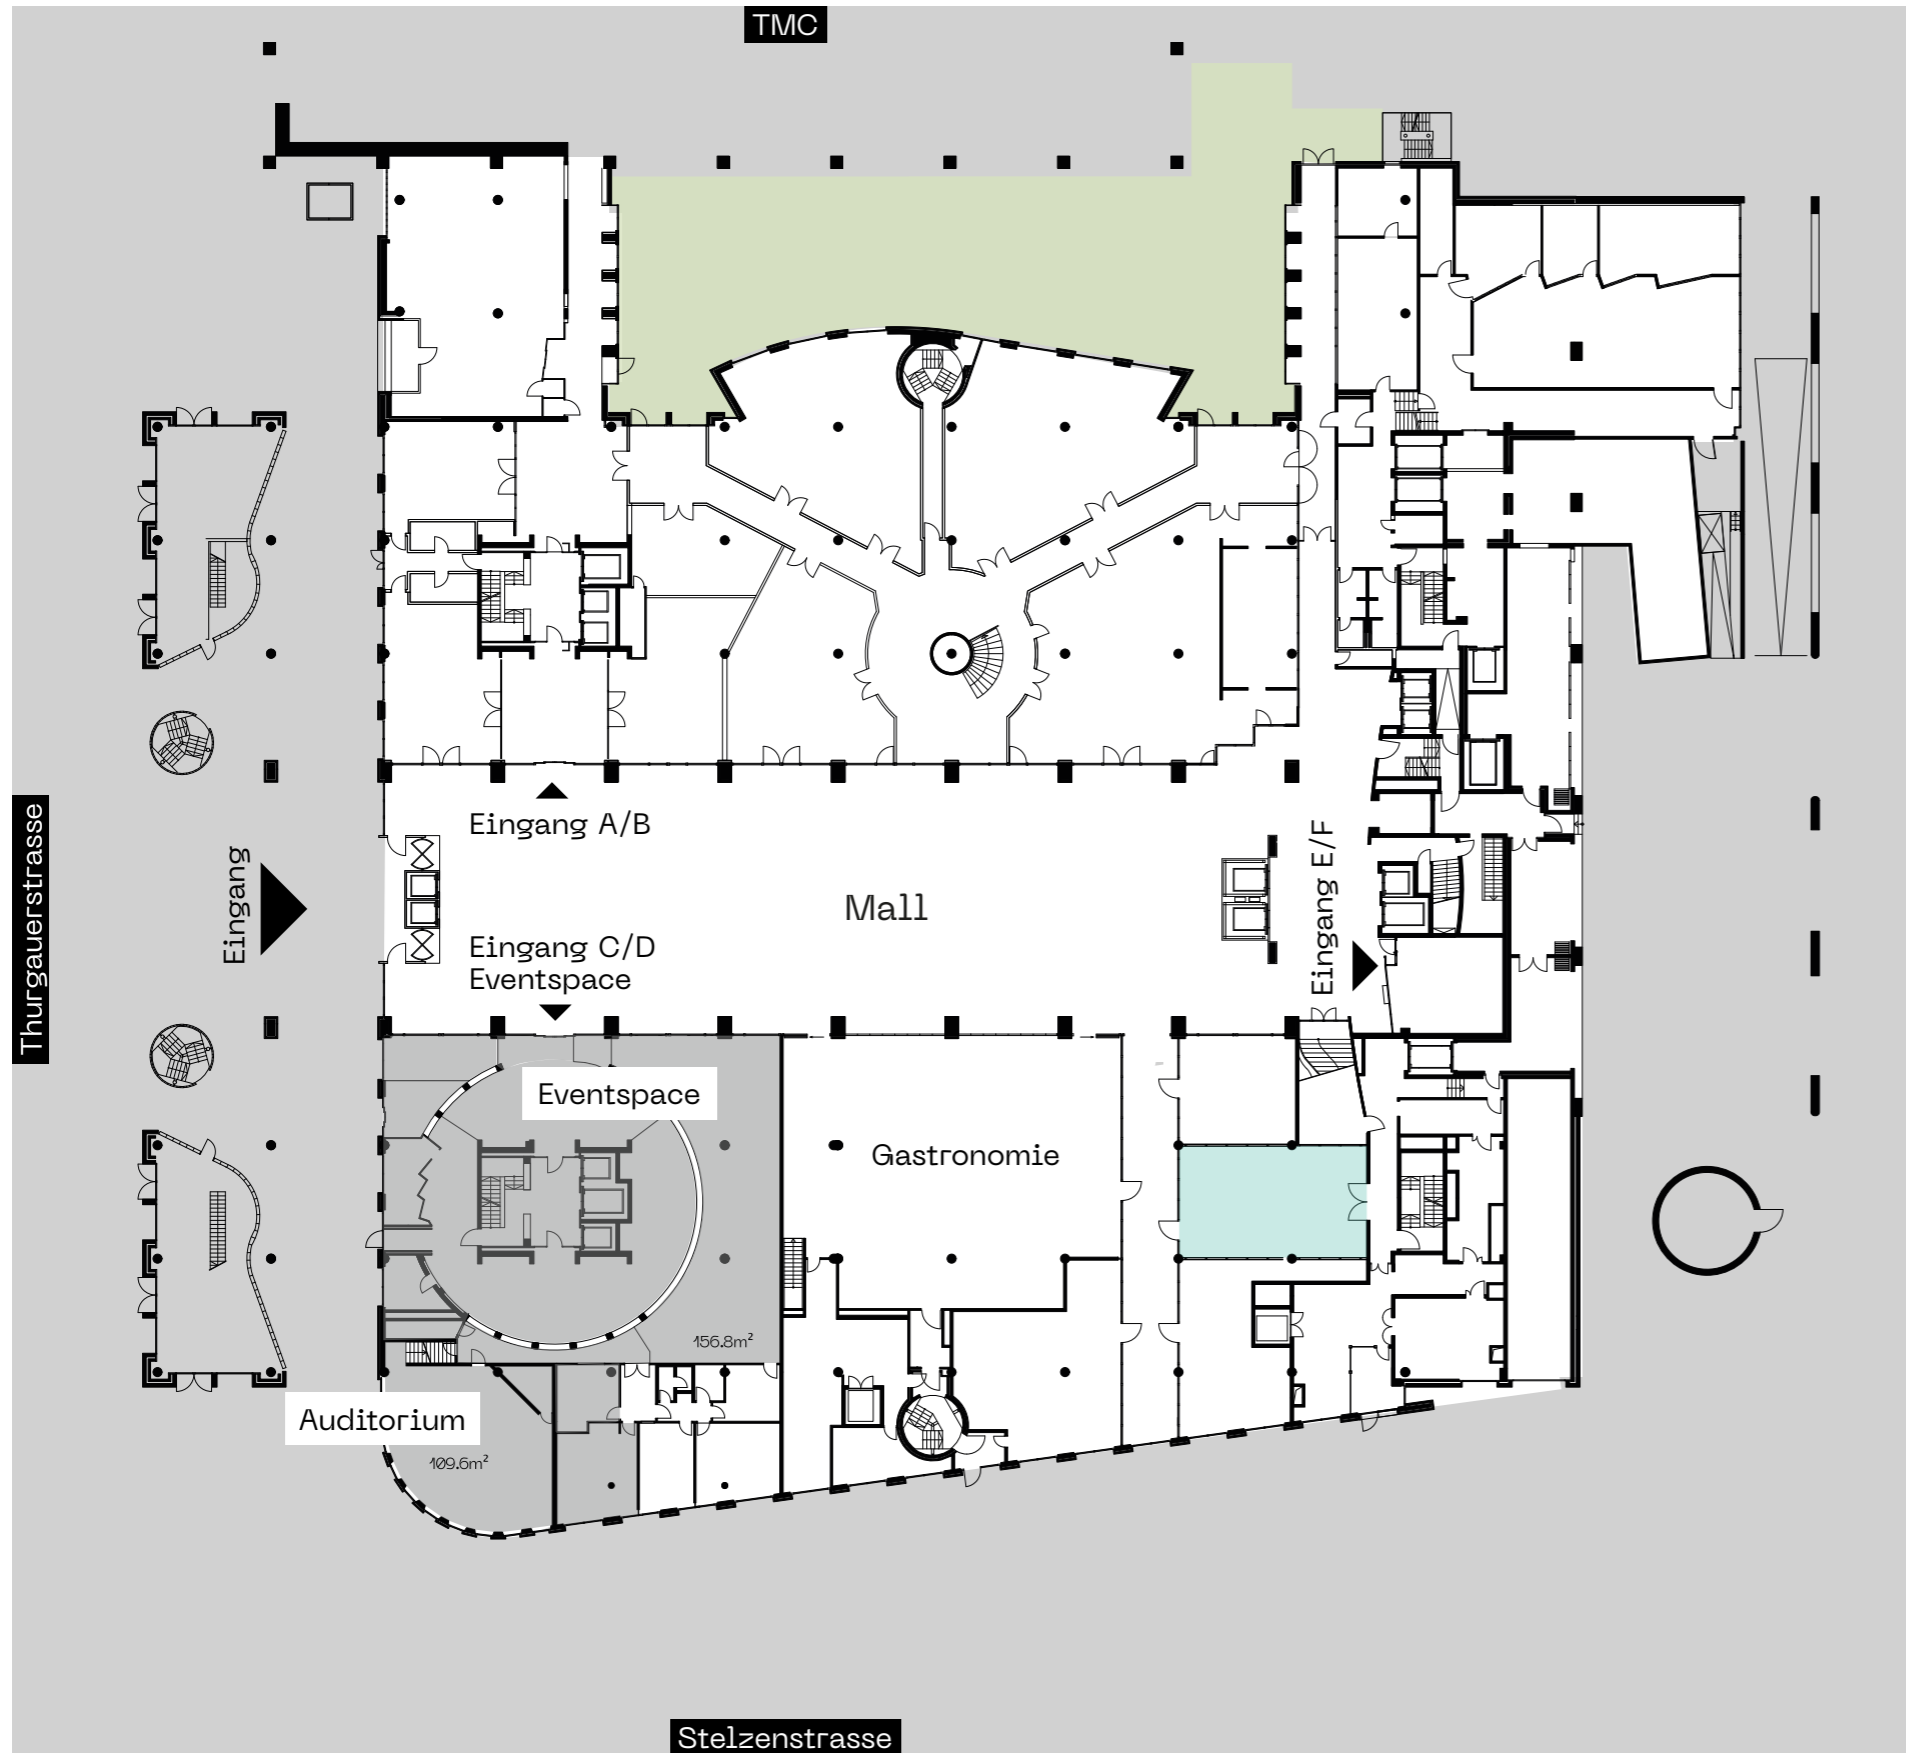 TMC
Eingang A/B
Thurgauerstrasse
Eingang
Mall
Eingang E/F
Eingang C/D
Eventspace
Eventspace
Gastronomie
156.8m²
Auditorium
109.6m²
Stelzenstrasse